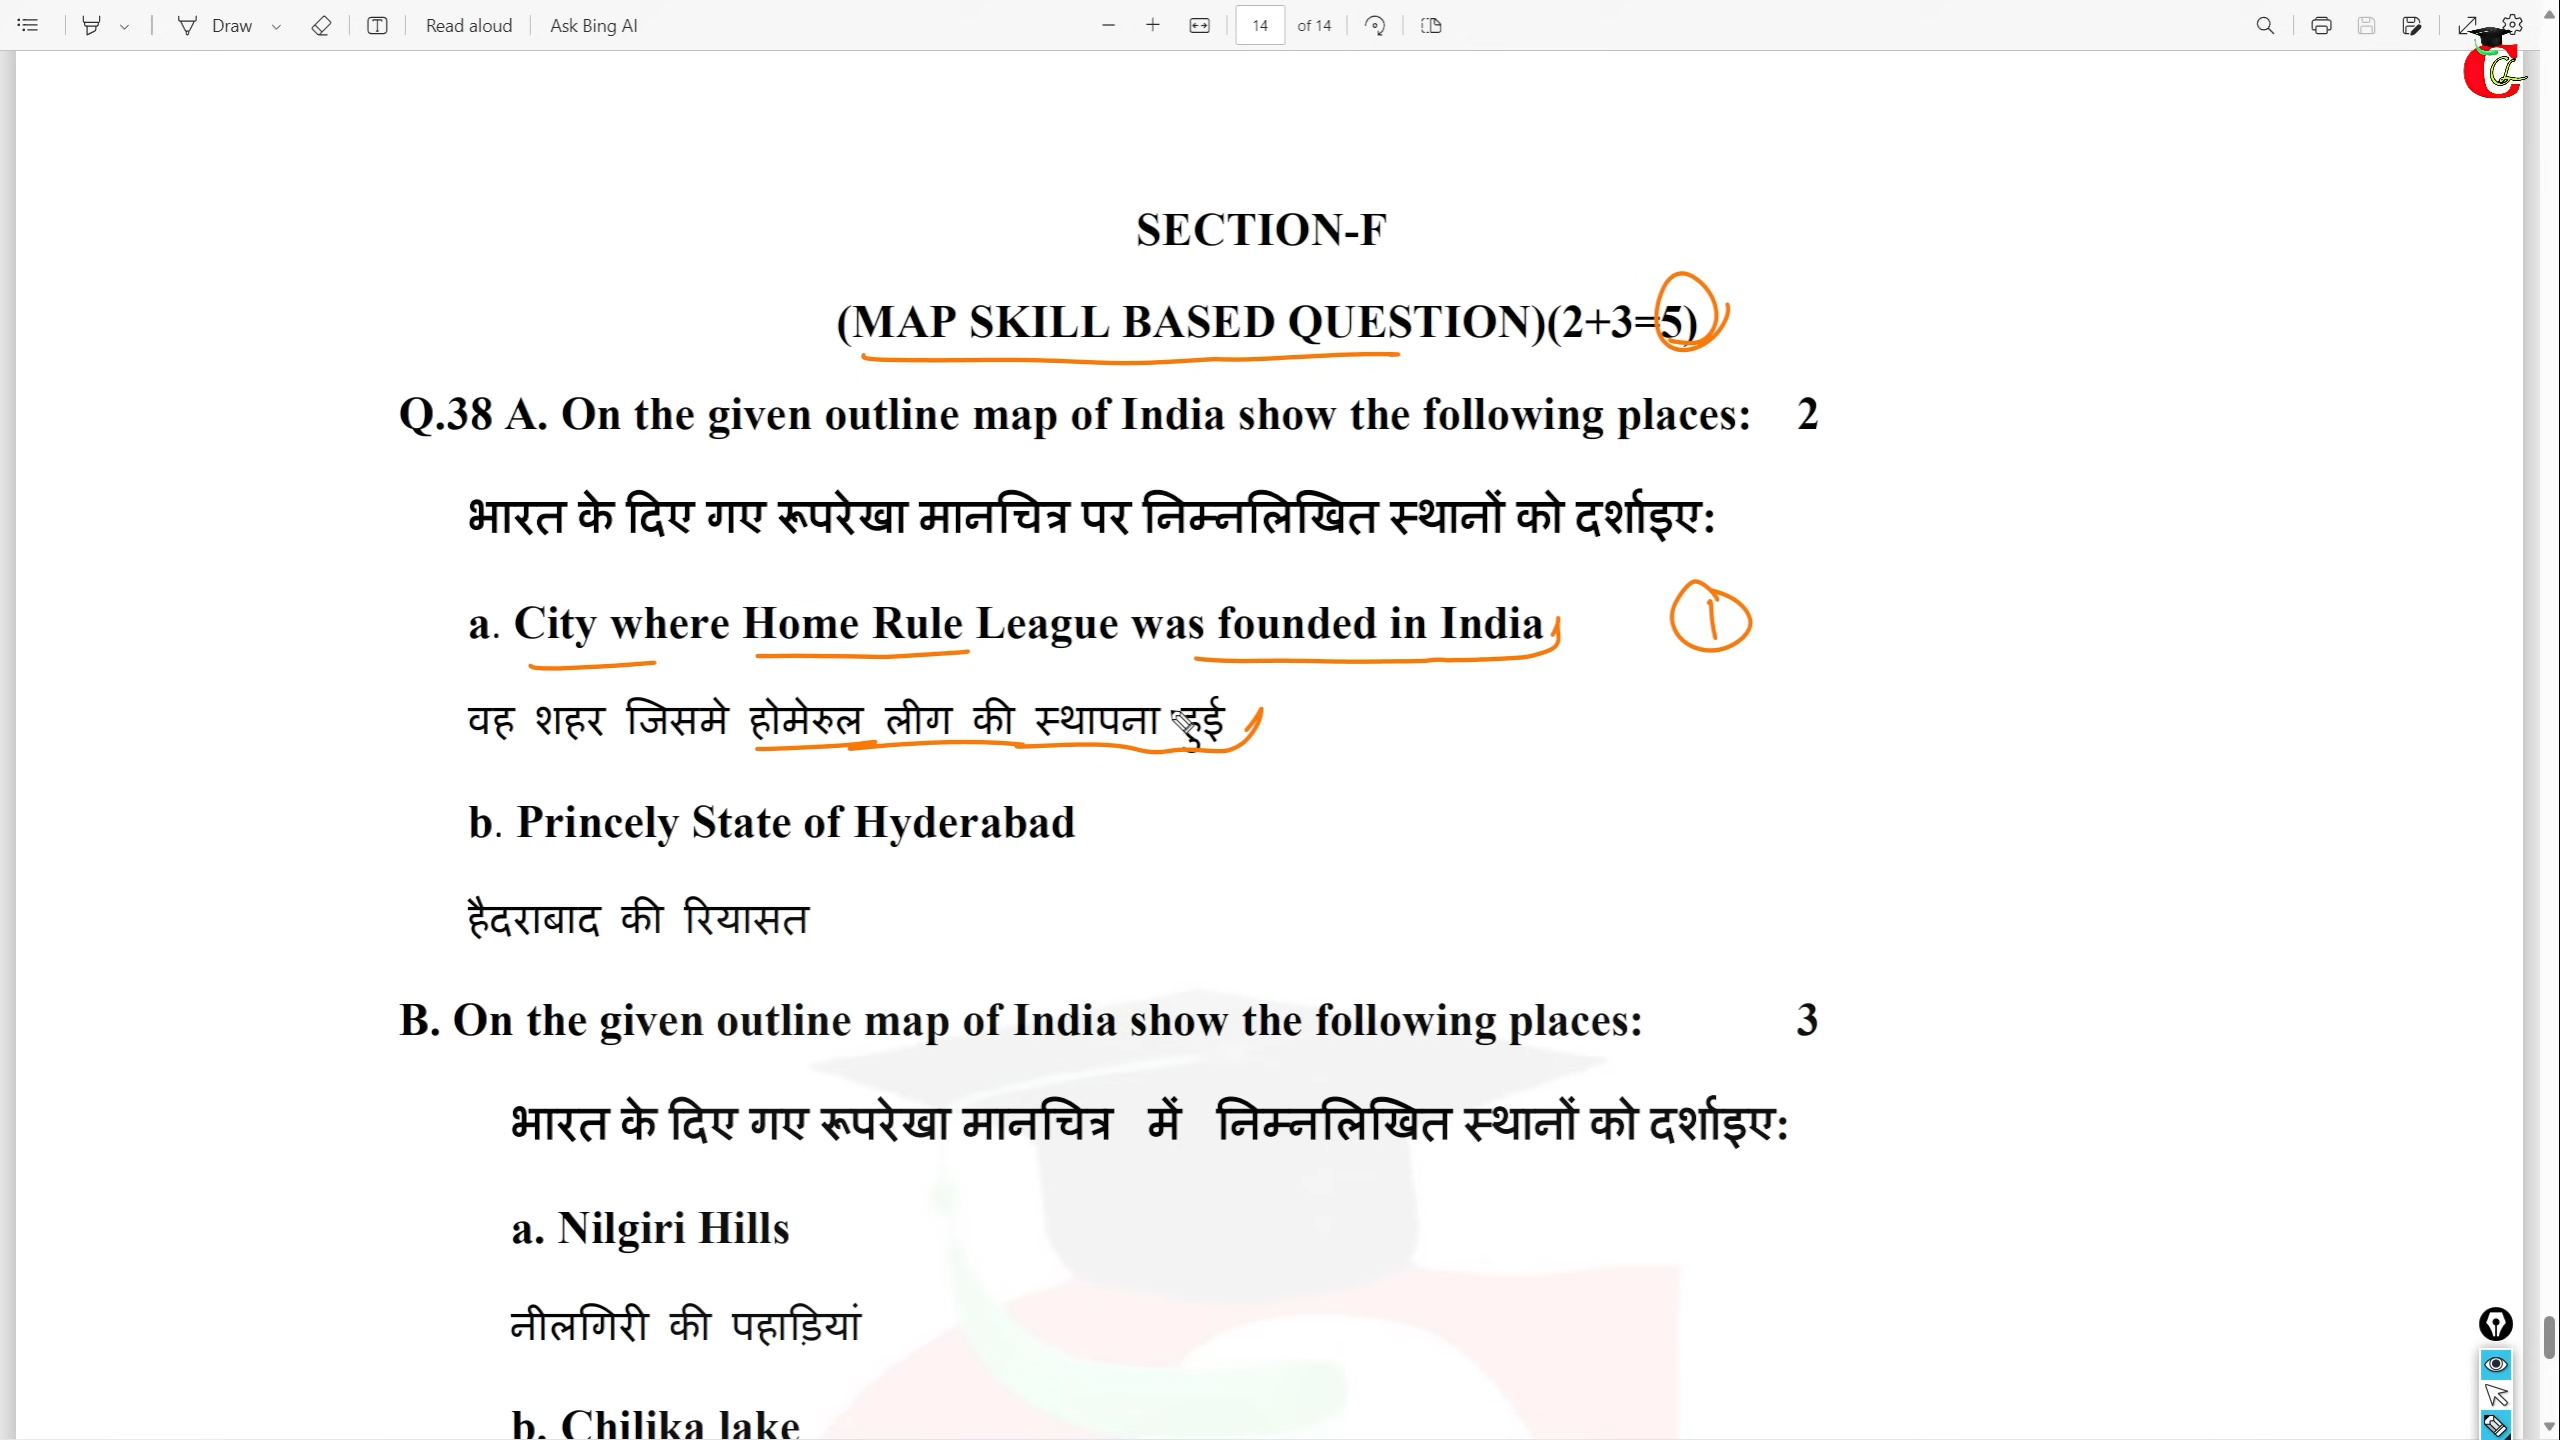 Draw
Read aloud
Ask Bing AI
14 of 14
SECTION-F
(MAP SKILL BASED QUESTION)(2+3=5)
Q.38 A. On the given outline map of India show the following places: 2
भारत के दिए गए रूपरेखा मानचित्र पर निम्नलिखित स्थानों को दर्शाइए:
a. City where Home Rule League was founded in India 1
वह शहर जिसमे होमेरुल लीग की स्थापना हुई
b. Princely State of Hyderabad
हैदराबाद की रियासत
B. On the given outline map of India show the following places: 3
भारत के दिए गए रूपरेखा मानचित्र में निम्नलिखित स्थानों को दर्शाइए:
a. Nilgiri Hills
नीलगिरी की पहाड़ियां
b. Chilika lake